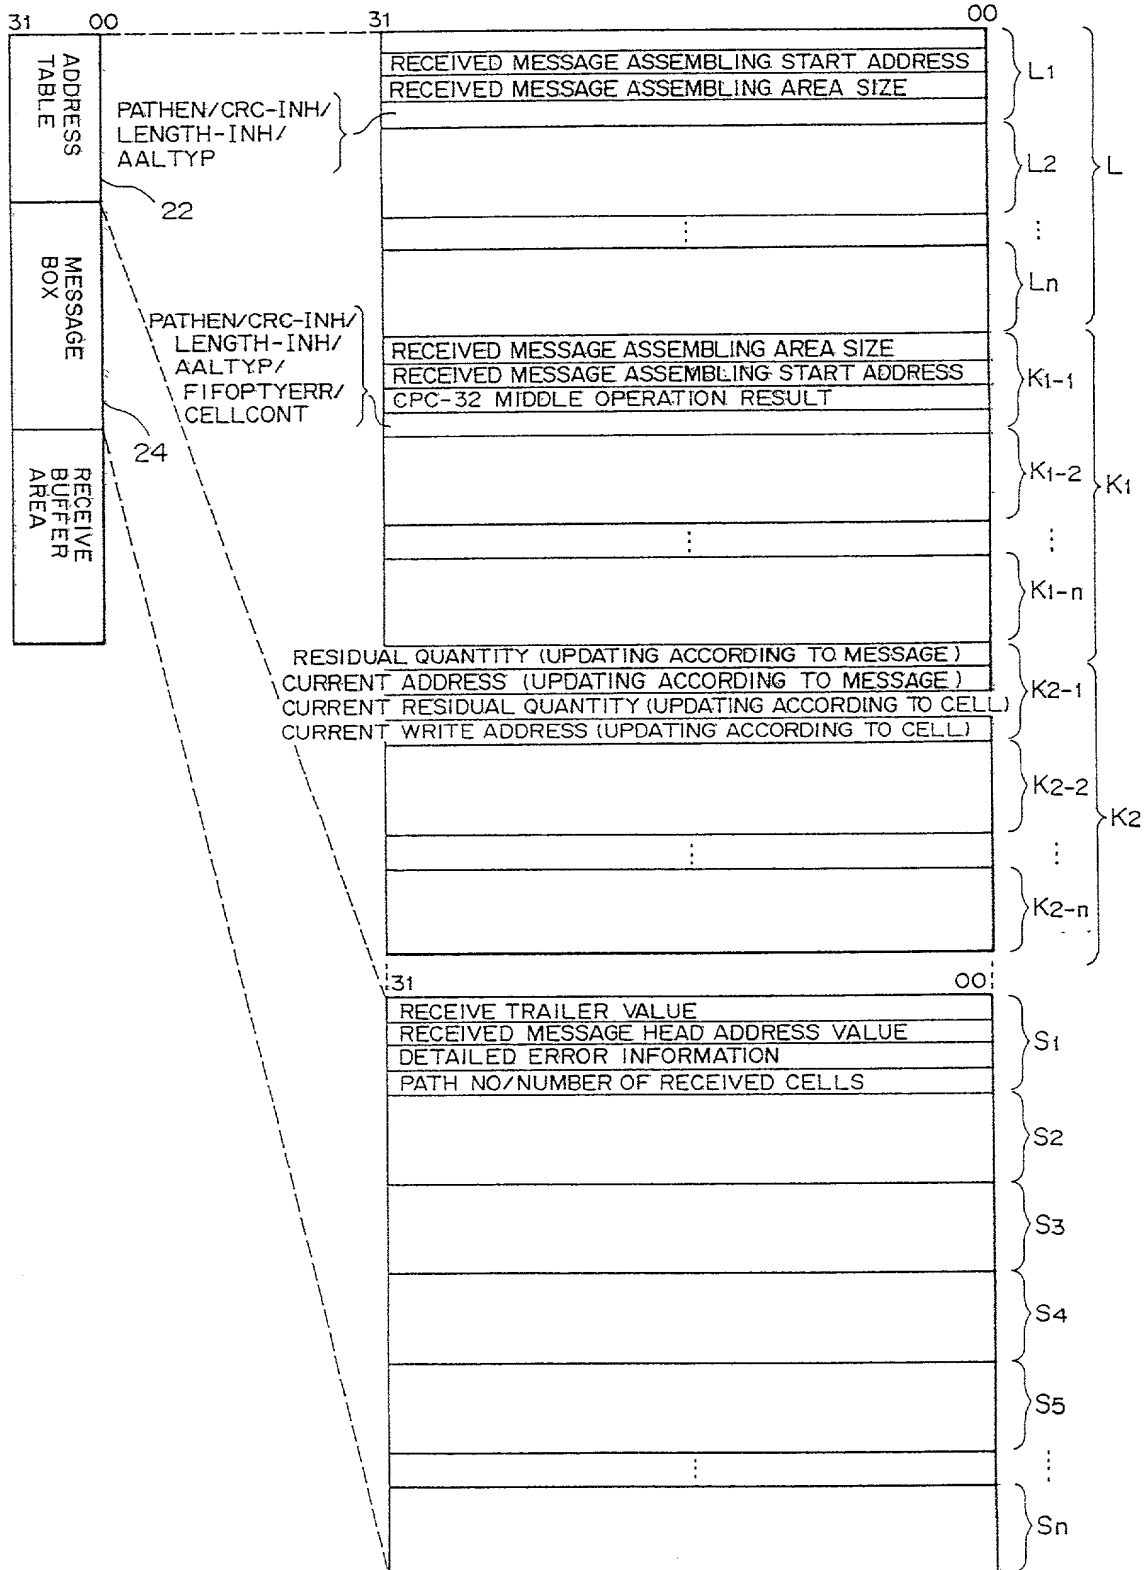 31 00
31 00
ADDRESS
TABLE
22
MESSAGE
BOX
24
RECEIVE
BUFFER
AREA
RECEIVED MESSAGE ASSEMBLING START ADDRESS
RECEIVED MESSAGE ASSEMBLING AREA SIZE
PATHEN/CRC-INH/
LENGTH-INH/
AALTYP
L1
L2
⋮
Ln
L
RECEIVED MESSAGE ASSEMBLING AREA SIZE
RECEIVED MESSAGE ASSEMBLING START ADDRESS
CPC-32 MIDDLE OPERATION RESULT
PATHEN/CRC-INH/
LENGTH-INH/
AALTYP/
FIFOPTYERR/
CELLCONT
K1-1
K1-2
⋮
K1-n
K1
RESIDUAL QUANTITY (UPDATING ACCORDING TO MESSAGE)
CURRENT ADDRESS (UPDATING ACCORDING TO MESSAGE)
CURRENT RESIDUAL QUANTITY (UPDATING ACCORDING TO CELL)
CURRENT WRITE ADDRESS (UPDATING ACCORDING TO CELL)
K2-1
K2-2
⋮
K2-n
K2
31 00
RECEIVE TRAILER VALUE
RECEIVED MESSAGE HEAD ADDRESS VALUE
DETAILED ERROR INFORMATION
PATH NO/NUMBER OF RECEIVED CELLS
S1
S2
S3
S4
S5
⋮
Sn